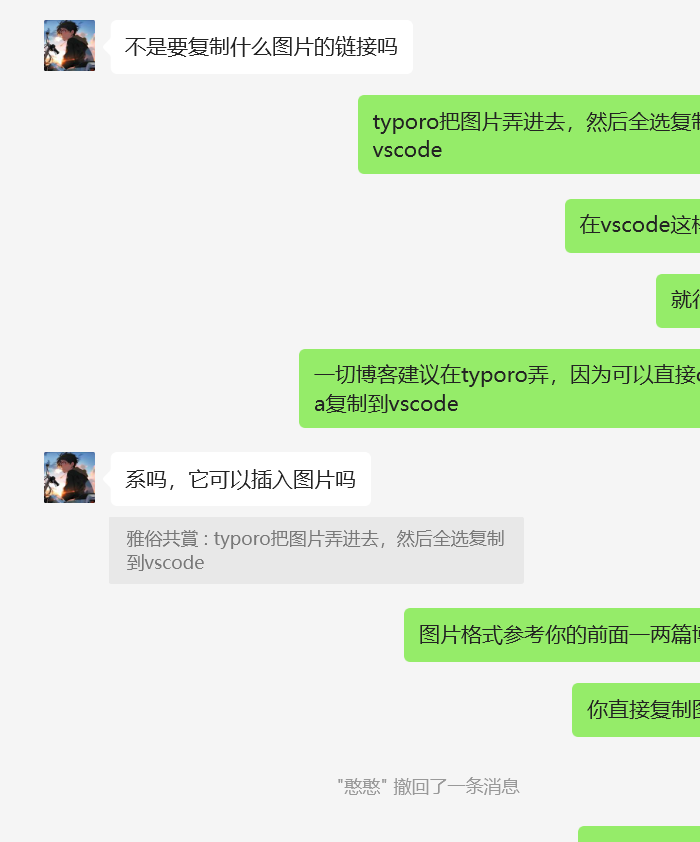 不是要复制什么图片的链接吗
typoro把图片弄进去，然后全选复制
vscode
在vscode这样
就很
一切博客建议在typoro弄，因为可以直接c
a复制到vscode
系吗，它可以插入图片吗
雅俗共賞 : typoro把图片弄进去，然后全选复制
到vscode
图片格式参考你的前面一两篇博
你直接复制图
"憨憨" 撤回了一条消息